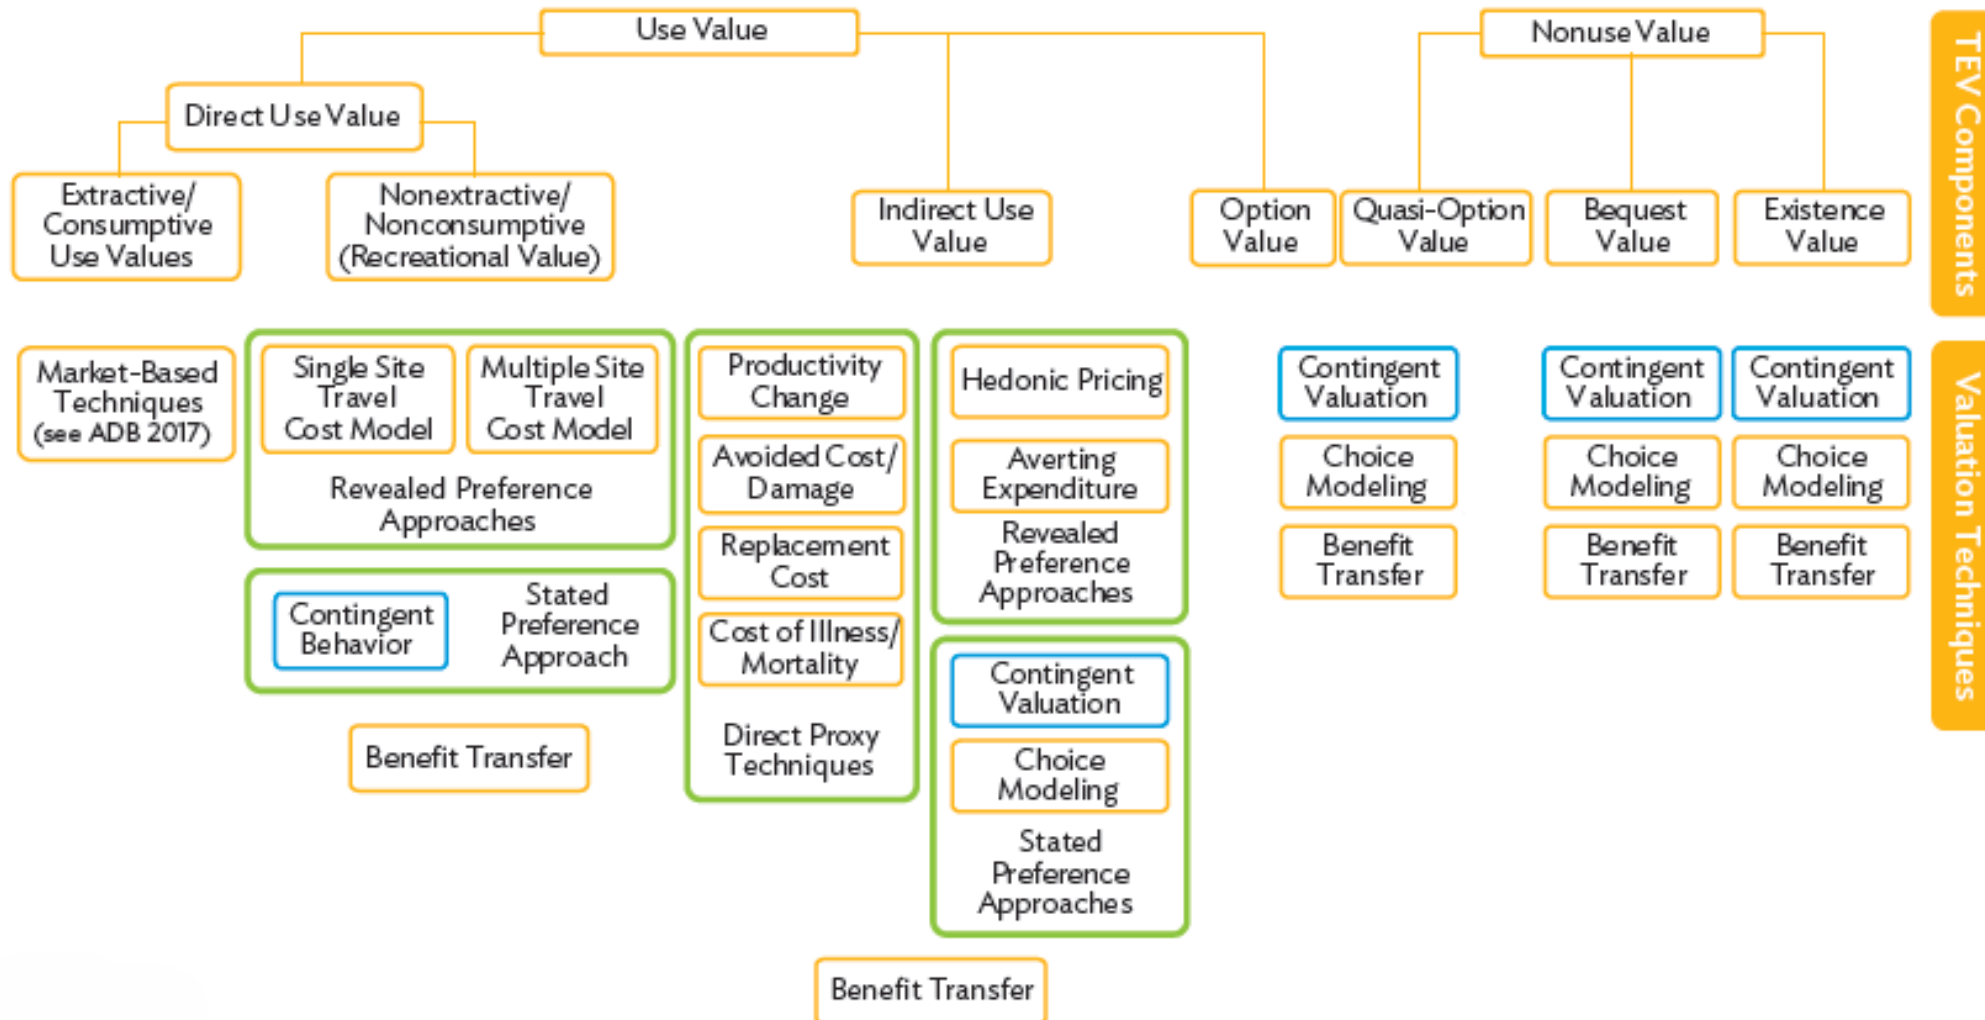 Use Value
Nonuse Value
Direct Use Value
Extractive/
Consumptive
Use Values
Nonextractive/
Nonconsumptive
(Recreational Value)
Indirect Use
Value
Option
Value
Quasi-Option
Value
Bequest
Value
Existence
Value
TEV Components
Market-Based
Techniques
(see ADB 2017)
Single Site
Travel
Cost Model
Multiple Site
Travel
Cost Model
Revealed Preference
Approaches
Contingent
Behavior
Stated
Preference
Approach
Benefit Transfer
Productivity
Change
Avoided Cost/
Damage
Replacement
Cost
Cost of Illness/
Mortality
Direct Proxy
Techniques
Hedonic Pricing
Averting
Expenditure
Revealed
Preference
Approaches
Contingent
Valuation
Choice
Modeling
Stated
Preference
Approaches
Benefit Transfer
Contingent
Valuation
Choice
Modeling
Benefit
Transfer
Contingent
Valuation
Choice
Modeling
Benefit
Transfer
Contingent
Valuation
Choice
Modeling
Benefit
Transfer
Valuation Techniques